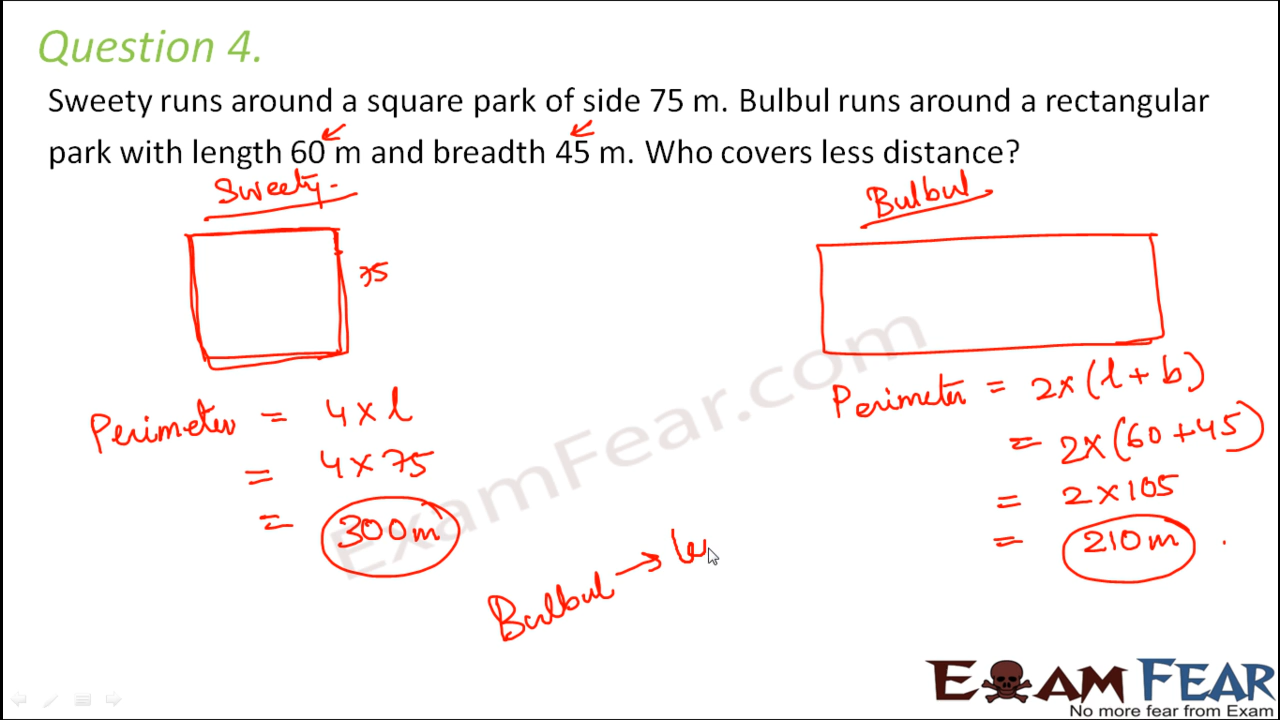 Question 4.
Sweety runs around a square park of side 75 m. Bulbul runs around a rectangular
park with length 60 m and breadth 45 m. Who covers less distance?
Sweety
75
Perimeter = 4 x l
= 4 x 75
= 300m
Bulbul
Perimeter = 2x (l + b)
= 2x (60 + 45)
= 2 x 105
= 210m
Bulbul →
ExamFear.com
EXAM FEAR
No more fear from Exam